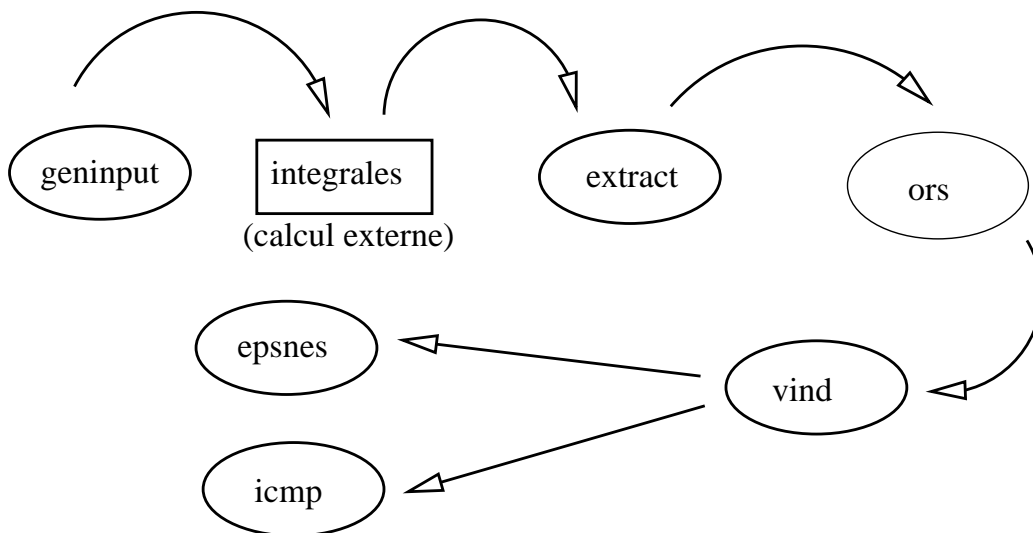 geninput
integrales
(calcul externe)
extract
ors
epsnes
vind
icmp